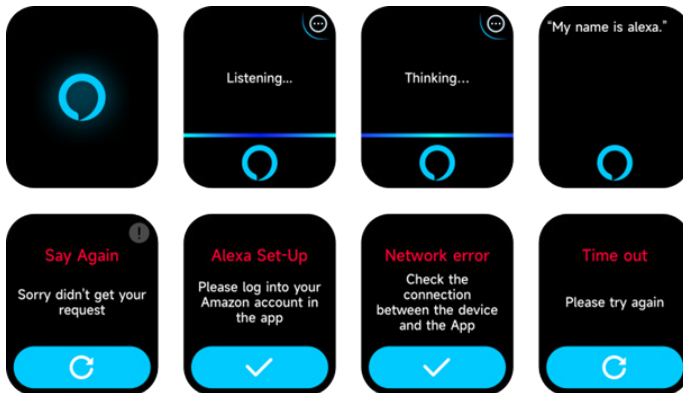 Listening...
Thinking...
“My name is alexa.”
Say Again
Sorry didn't get your
request
Alexa Set-Up
Please log into your
Amazon account in
the app
Network error
Check the
connection
between the device
and the App
Time out
Please try again